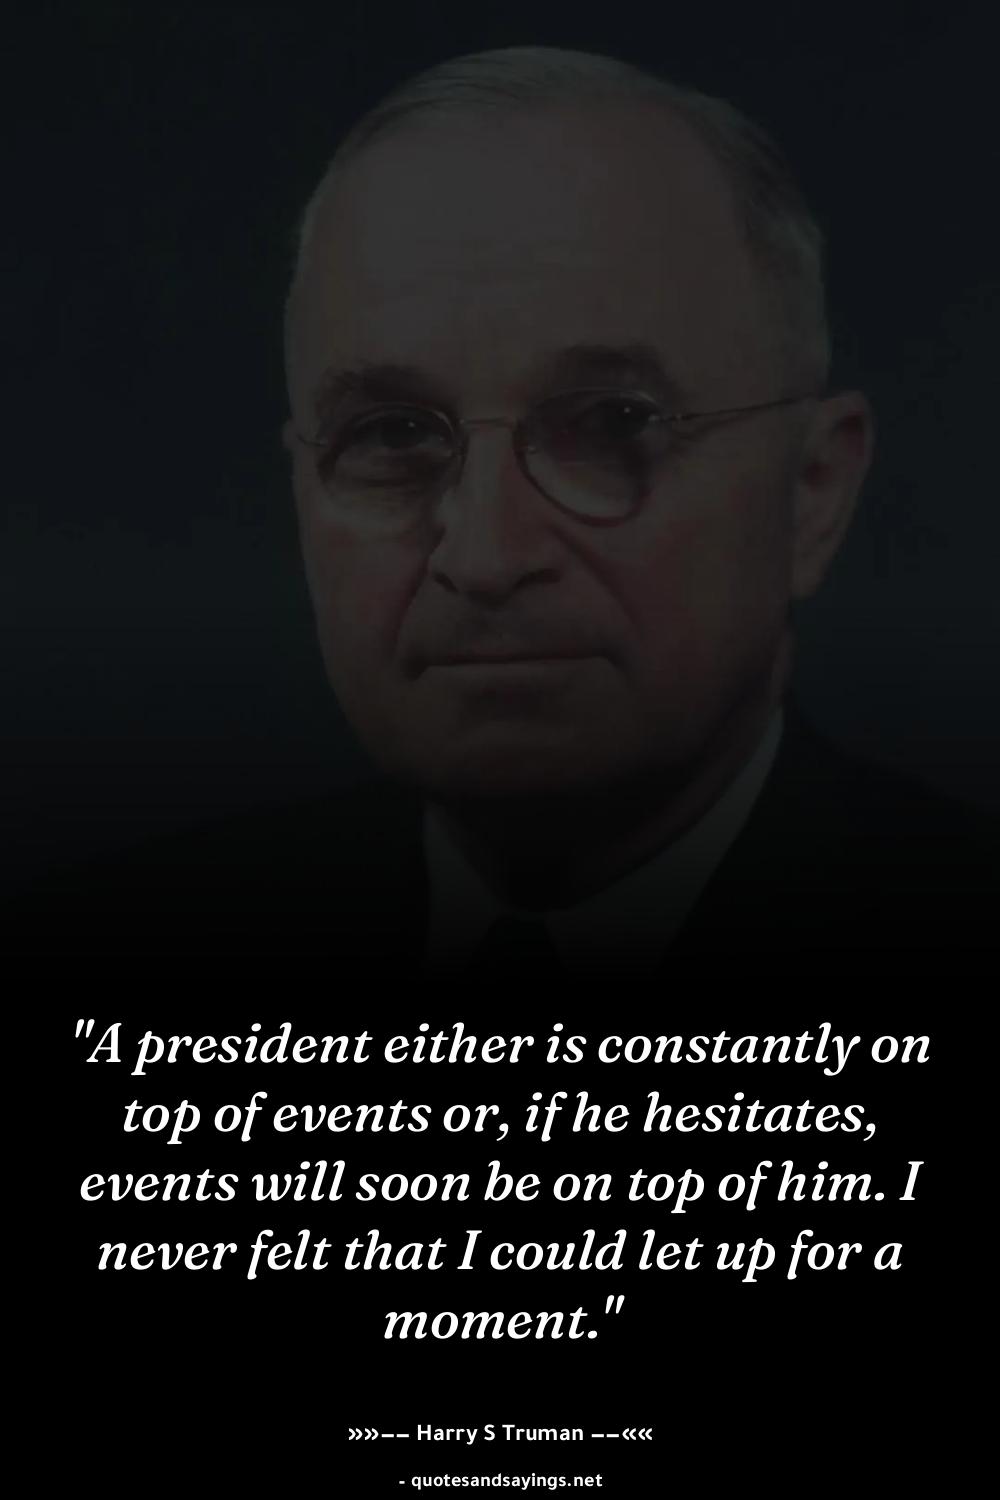 "A president either is constantly on
top of events or, if he hesitates,
events will soon be on top of him. I
never felt that I could let up for a
moment."
»»−− Harry S Truman −−««
- quotesandsayings.net